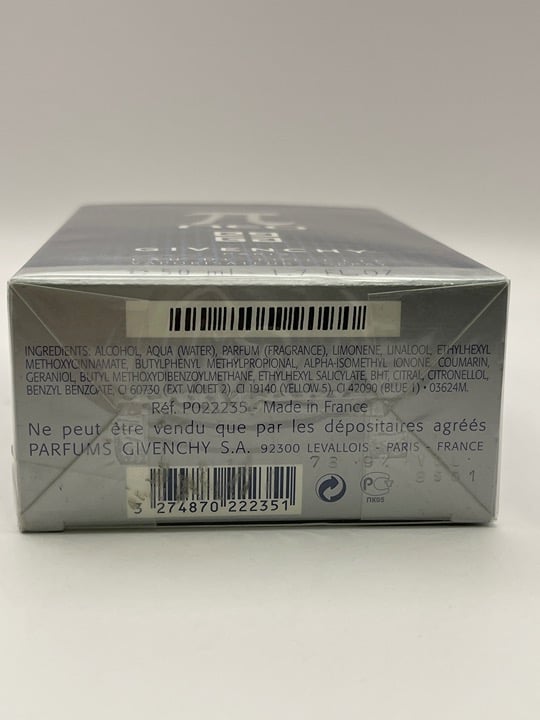 π
GIVENCHY
℮ 50 ml 1.7 FL.OZ
INGREDIENTS: ALCOHOL, AQUA (WATER), PARFUM (FRAGRANCE), LIMONENE, LINALOOL, ETHYLHEXYL
METHOXYCINNAMATE, BUTYLPHENYL METHYLPROPIONAL, ALPHA-ISOMETHYL IONONE, COUMARIN,
GERANIOL, BUTYL METHOXYDIBENZOYLMETHANE, ETHYLHEXYL SALICYLATE, BHT, CITRAL, CITRONELLOL,
BENZYL BENZOATE, CI 60730 (EXT. VIOLET 2), CI 19140 (YELLOW 5), CI 42090 (BLUE 1) • 03624M.
Réf. P022235 - Made in France
Ne peut être vendu que par les dépositaires agréés
PARFUMS GIVENCHY S.A. 92300 LEVALLOIS - PARIS - FRANCE
3 274870 222351
ПК05